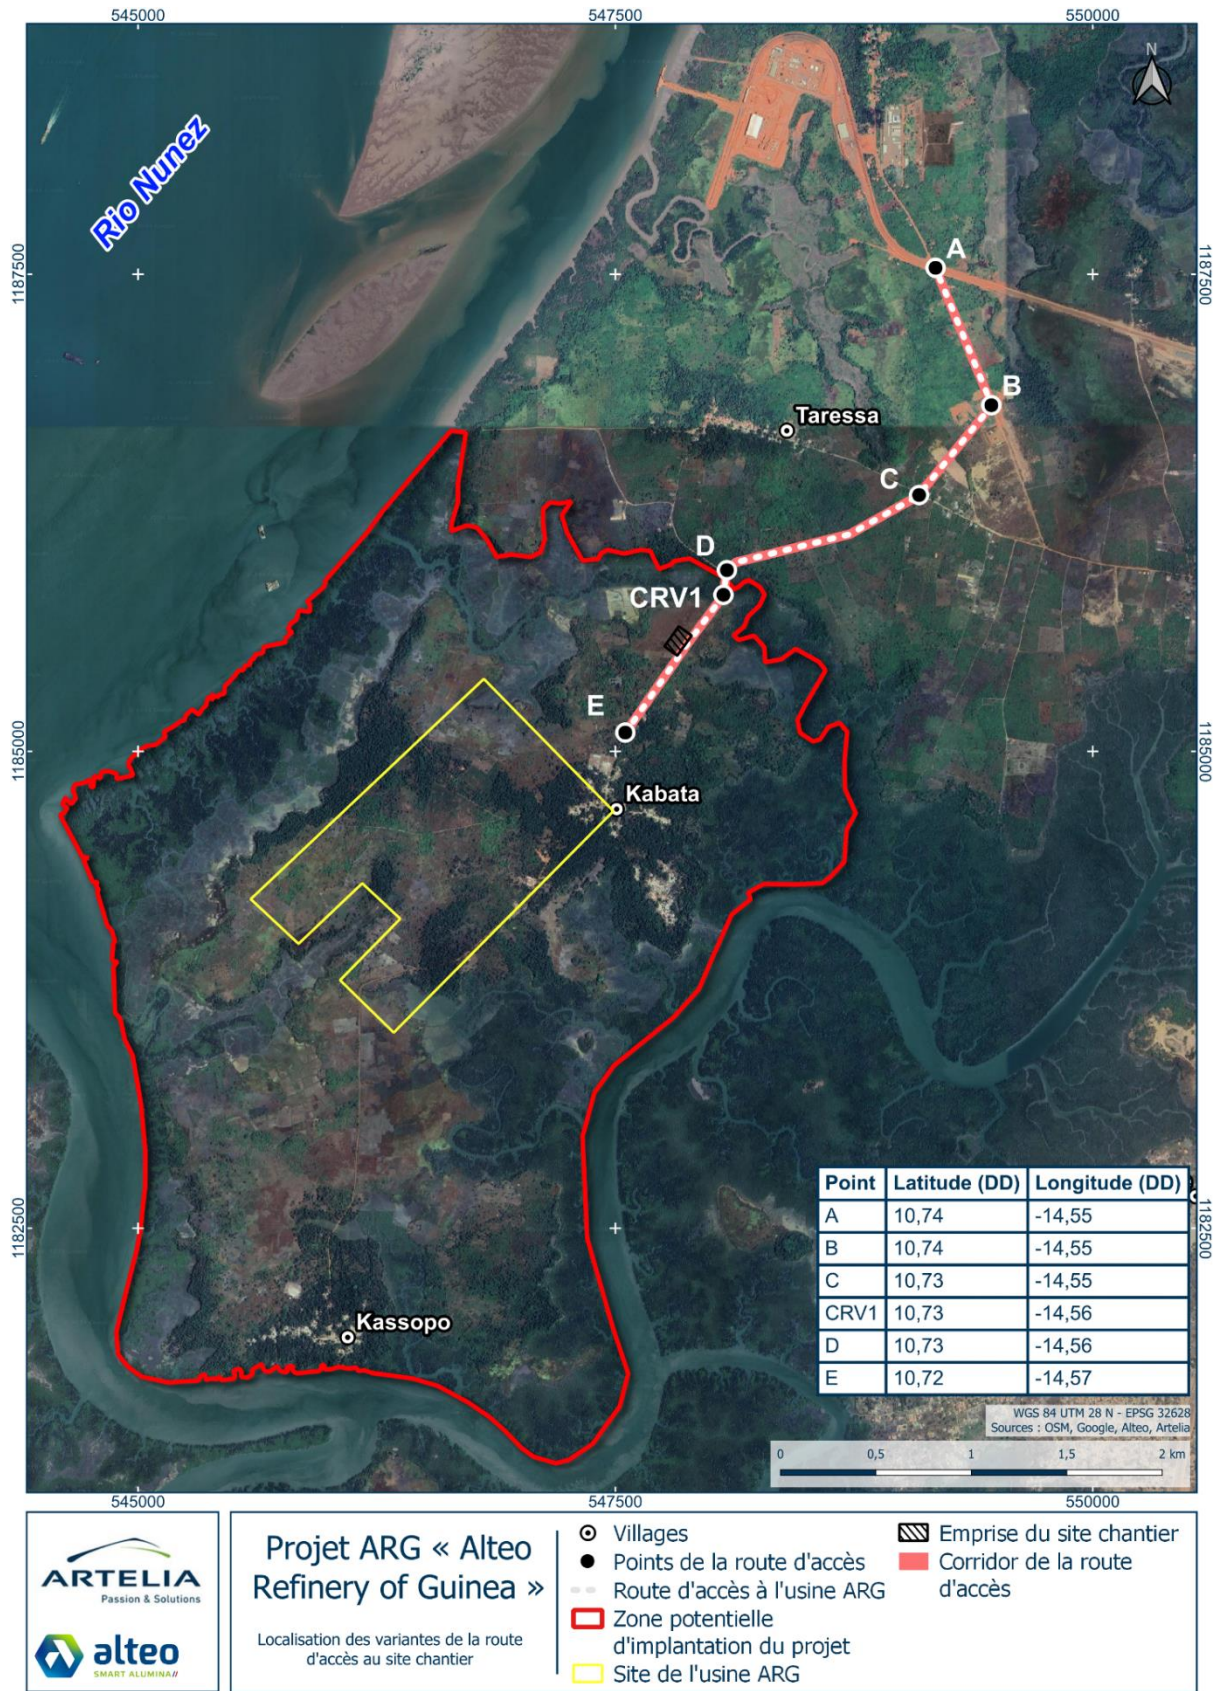 545000
547500
550000
N
Rio Nunez
1187500
1187500
A
B
Taressa
C
D
CRV1
E
1185000
1185000
Kabata
Point Latitude (DD) Longitude (DD)
A 10,74 -14,55
B 10,74 -14,55
C 10,73 -14,55
CRV1 10,73 -14,56
D 10,73 -14,56
E 10,72 -14,57
1182500
1182500
Kassopo
WGS 84 UTM 28 N - EPSG 32628
Sources : OSM, Google, Alteo, Artelia
0 0,5 1 1,5 2 km
545000
547500
550000
ARTELIA
Passion & Solutions
alteo
SMART ALUMINA//
Projet ARG « Alteo
Refinery of Guinea »
Localisation des variantes de la route
d'accès au site chantier
Villages
Points de la route d'accès
Route d'accès à l'usine ARG
Zone potentielle
d'implantation du projet
Site de l'usine ARG
Emprise du site chantier
Corridor de la route
d'accès